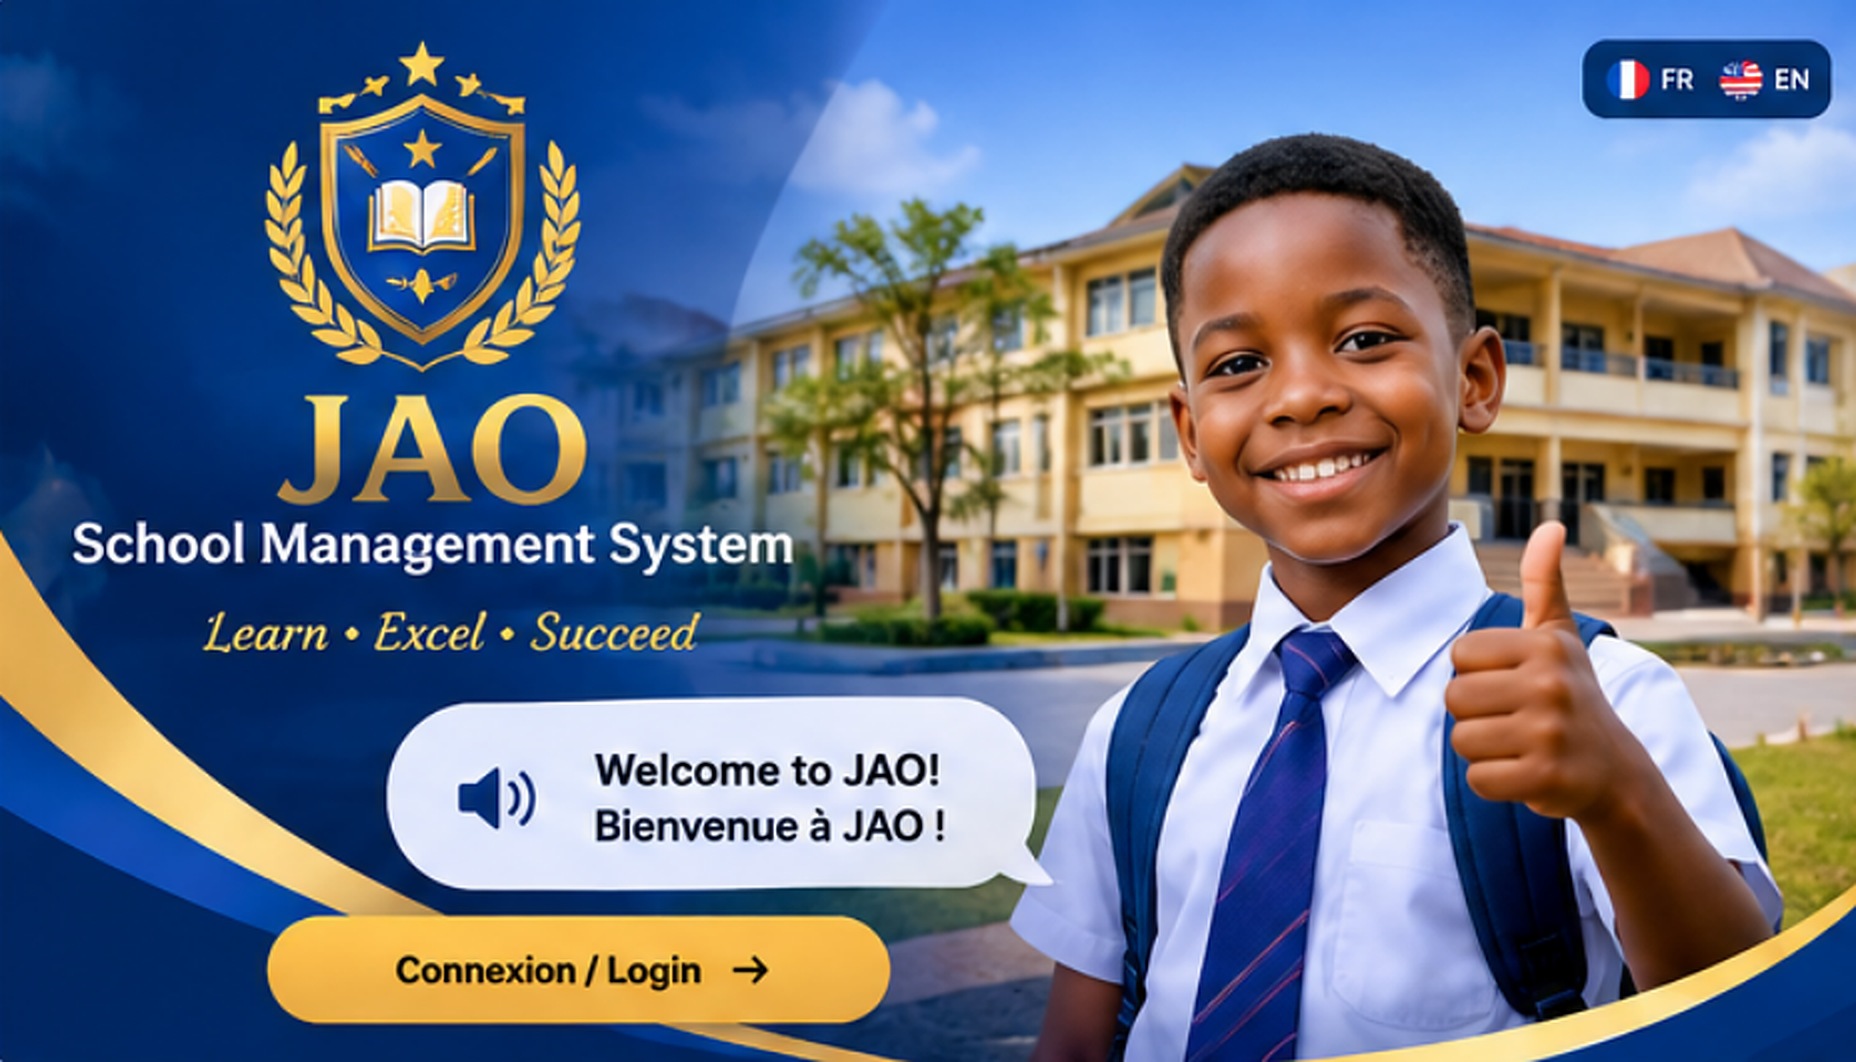 FR EN
JAO
School Management System
Learn • Excel • Succeed
Welcome to JAO!
Bienvenue à JAO !
Connexion / Login →